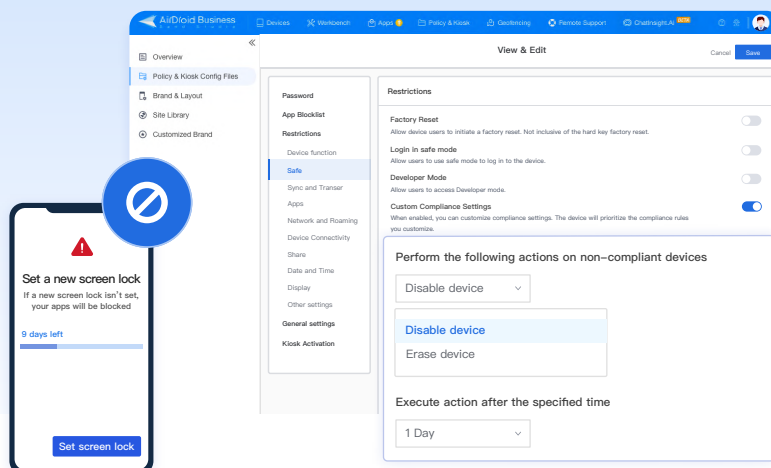 AirDroid Business
Devices
Workbench
Apps
Policy & Kiosk
Geofencing
Remote Support
ChatInsight.AI
View & Edit
Cancel
Save
Overview
Policy & Kiosk Config Files
Brand & Layout
Site Library
Customized Brand
Password
App Blocklist
Restrictions
Device function
Safe
Sync and Transer
Apps
Network and Roaming
Device Connectivity
Share
Date and Time
Display
Other settings
General settings
Kiosk Activation
Restrictions
Factory Reset
Allow device users to initiate a factory reset. Not inclusive of the hard key factory reset.
Login in safe mode
Allow users to use safe mode to log in to the device.
Developer Mode
Allow users to access Developer mode.
Custom Compliance Settings
When enabled, you can customize compliance settings. The device will prioritize the compliance rules
you customize.
Perform the following actions on non-compliant devices
Disable device
Disable device
Erase device
Execute action after the specified time
1 Day
Set a new screen lock
If a new screen lock isn't set,
your apps will be blocked
9 days left
Set screen lock